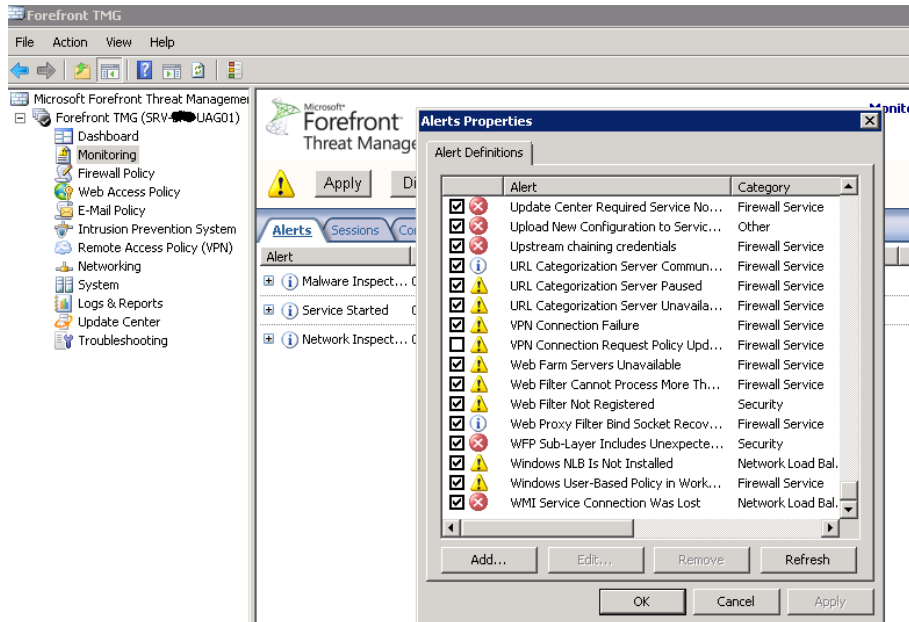 Forefront TMG
File Action View Help
Microsoft Forefront Threat Managemer
Forefront TMG (SRV- UAG01)
Dashboard
Monitoring
Firewall Policy
Web Access Policy
E-Mail Policy
Intrusion Prevention System
Remote Access Policy (VPN)
Networking
System
Logs & Reports
Update Center
Troubleshooting
Microsoft
Forefront
Threat Manage
Monito
Apply Di
Alerts Sessions Co
Alert
Malware Inspect...
Service Started
Network Inspect...
Alerts Properties
Alert Definitions
Alert Category
Update Center Required Service No... Firewall Service
Upload New Configuration to Servic... Other
Upstream chaining credentials Firewall Service
URL Categorization Server Commun... Firewall Service
URL Categorization Server Paused Firewall Service
URL Categorization Server Unavaila... Firewall Service
VPN Connection Failure Firewall Service
VPN Connection Request Policy Upd... Firewall Service
Web Farm Servers Unavailable Firewall Service
Web Filter Cannot Process More Th... Firewall Service
Web Filter Not Registered Security
Web Proxy Filter Bind Socket Recov... Firewall Service
WFP Sub-Layer Includes Unexpecte... Security
Windows NLB Is Not Installed Network Load Bal.
Windows User-Based Policy in Work... Firewall Service
WMI Service Connection Was Lost Network Load Bal.
Add... Edit... Remove Refresh
OK Cancel Apply